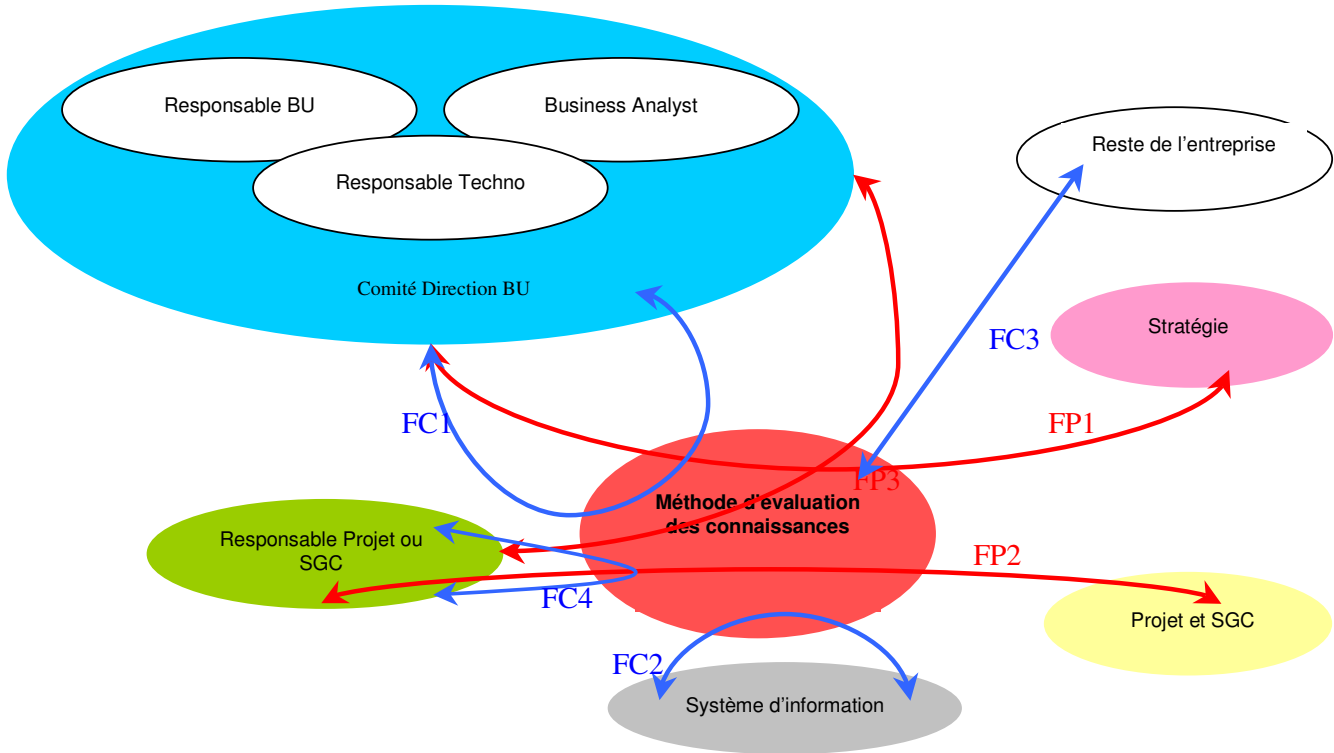 Responsable BU
Business Analyst
Responsable Techno
Comité Direction BU
Reste de l'entreprise
Stratégie
FC3
FC1
FP1
FP3
Méthode d'évaluation
des connaissances
Responsable Projet ou
SGC
FP2
FC4
Projet et SGC
FC2
Système d'information